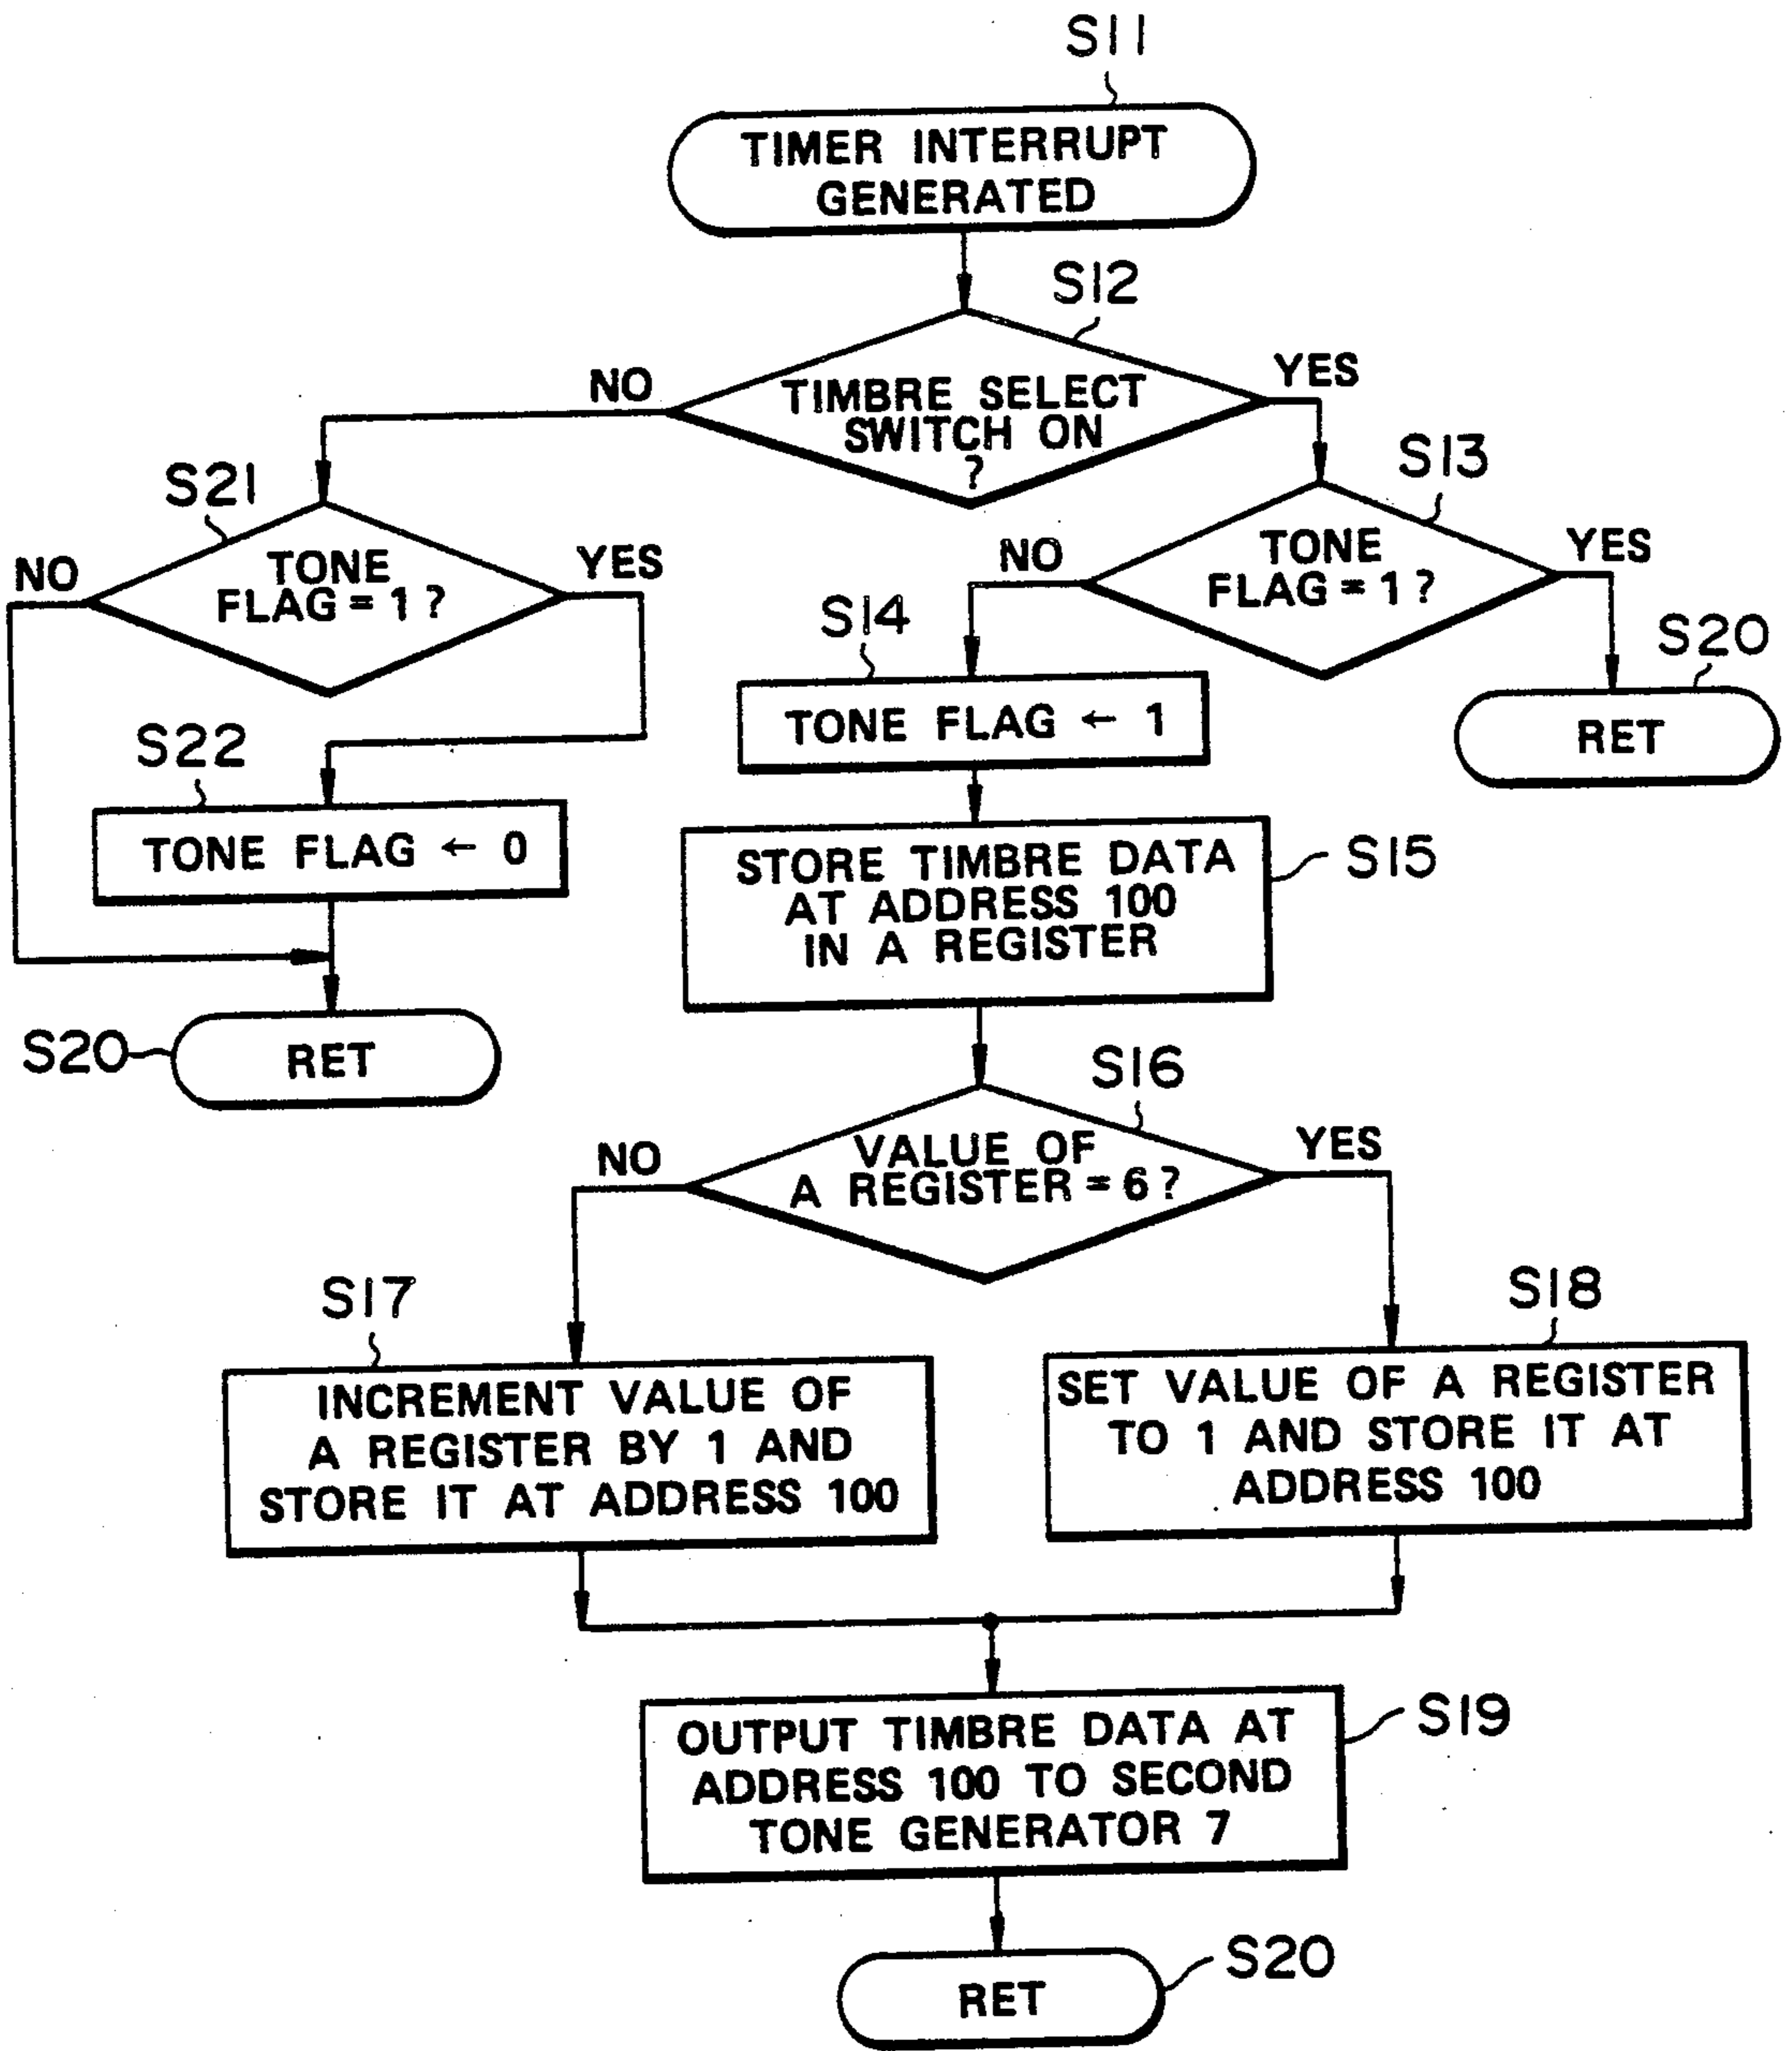 S11
TIMER INTERRUPT
GENERATED
S12
TIMBRE SELECT
SWITCH ON
?
NO
YES
S21
TONE
FLAG = 1 ?
NO
YES
S13
TONE
FLAG = 1 ?
NO
YES
S14
TONE FLAG ← 1
S20
RET
S22
TONE FLAG ← 0
S15
STORE TIMBRE DATA
AT ADDRESS 100
IN A REGISTER
S20
RET
S16
VALUE OF
A REGISTER = 6 ?
NO
YES
S17
INCREMENT VALUE OF
A REGISTER BY 1 AND
STORE IT AT ADDRESS 100
S18
SET VALUE OF A REGISTER
TO 1 AND STORE IT AT
ADDRESS 100
S19
OUTPUT TIMBRE DATA AT
ADDRESS 100 TO SECOND
TONE GENERATOR 7
S20
RET